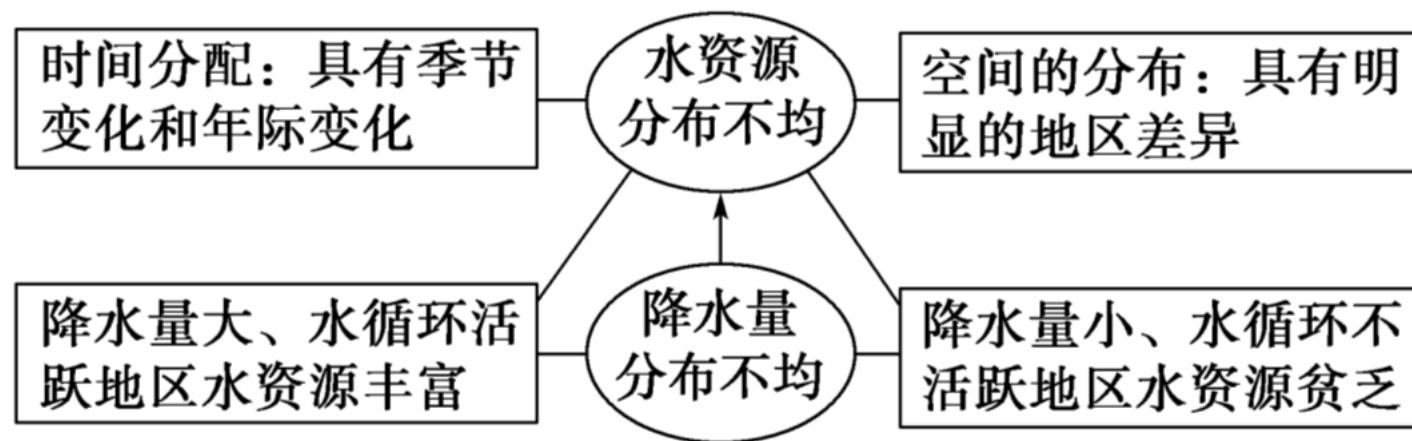 时间分配：具有季节
变化和年际变化
水资源
分布不均
空间的分布：具有明
显的地区差异
降水量大、水循环活
跃地区水资源丰富
降水量
分布不均
降水量小、水循环不
活跃地区水资源贫乏